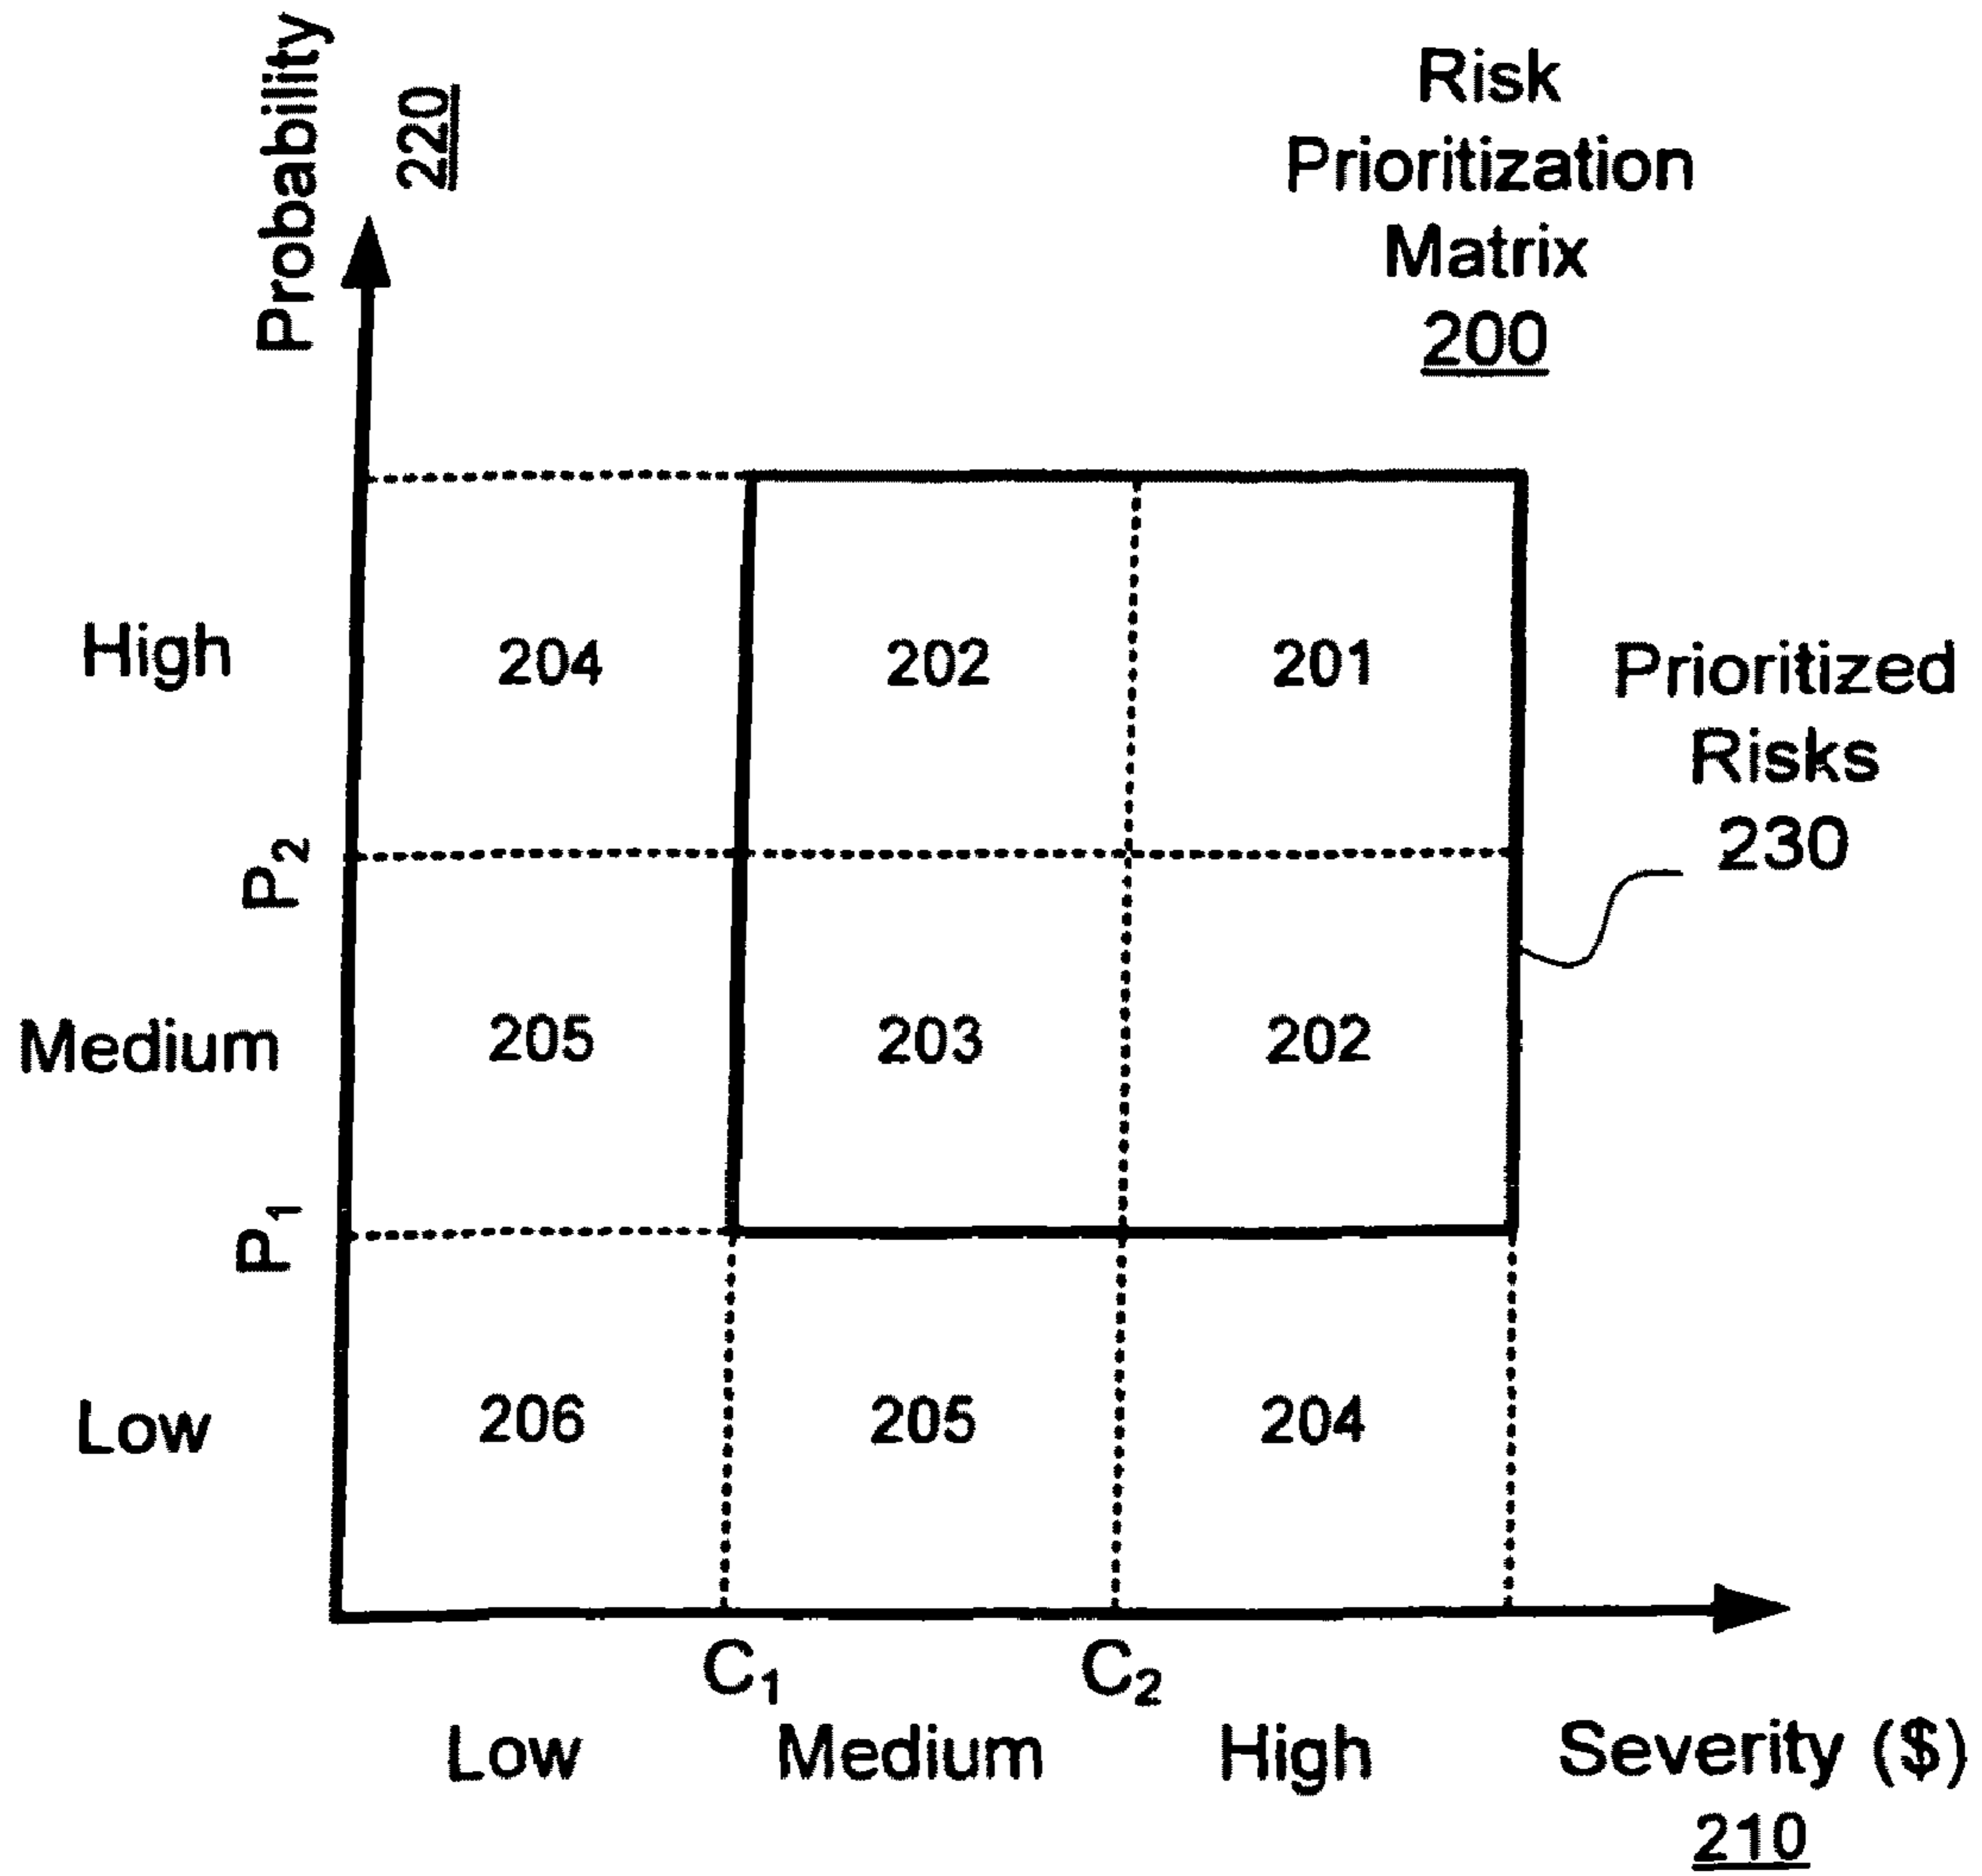 Probability
220
Risk
Prioritization
Matrix
200
High
204
202
201
Prioritized
Risks
230
P2
Medium
205
203
202
P1
Low
206
205
204
C1
C2
Low
Medium
High
Severity ($)
210